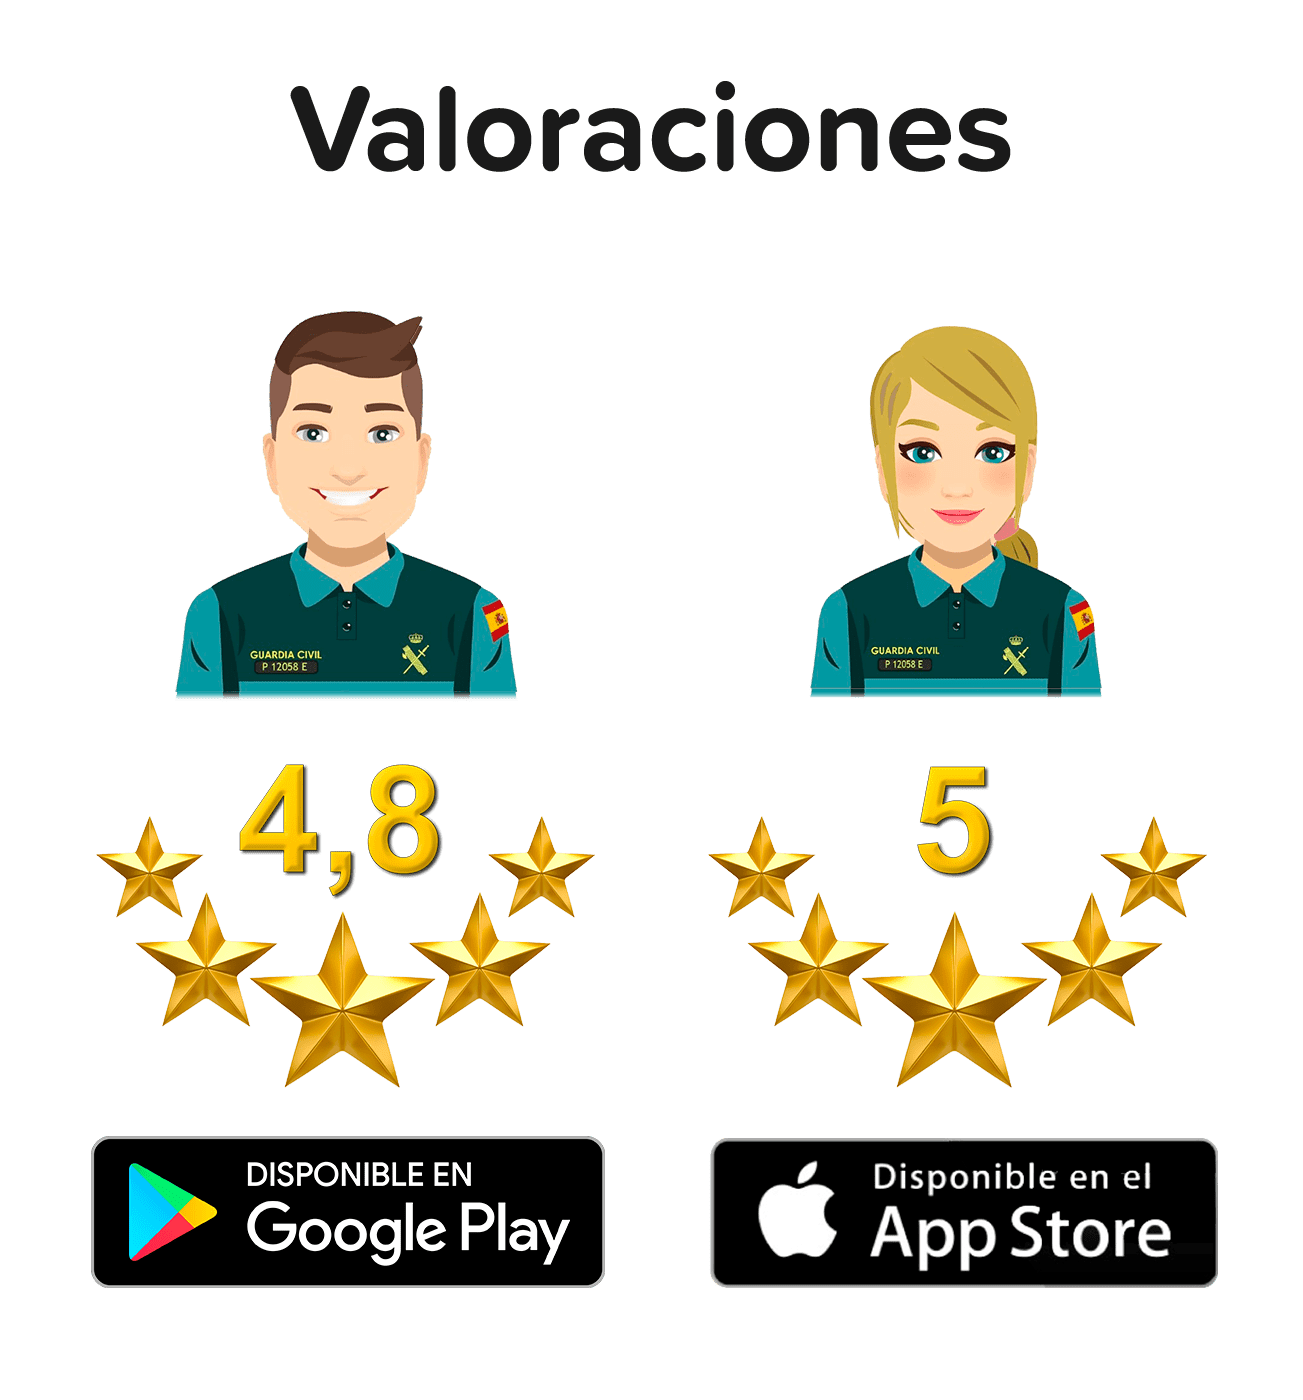 Valoraciones
GUARDIA CIVIL
P 12058 E
GUARDIA CIVIL
P 12058 E
4,8
5
DISPONIBLE EN
Google Play
Disponible en el
App Store